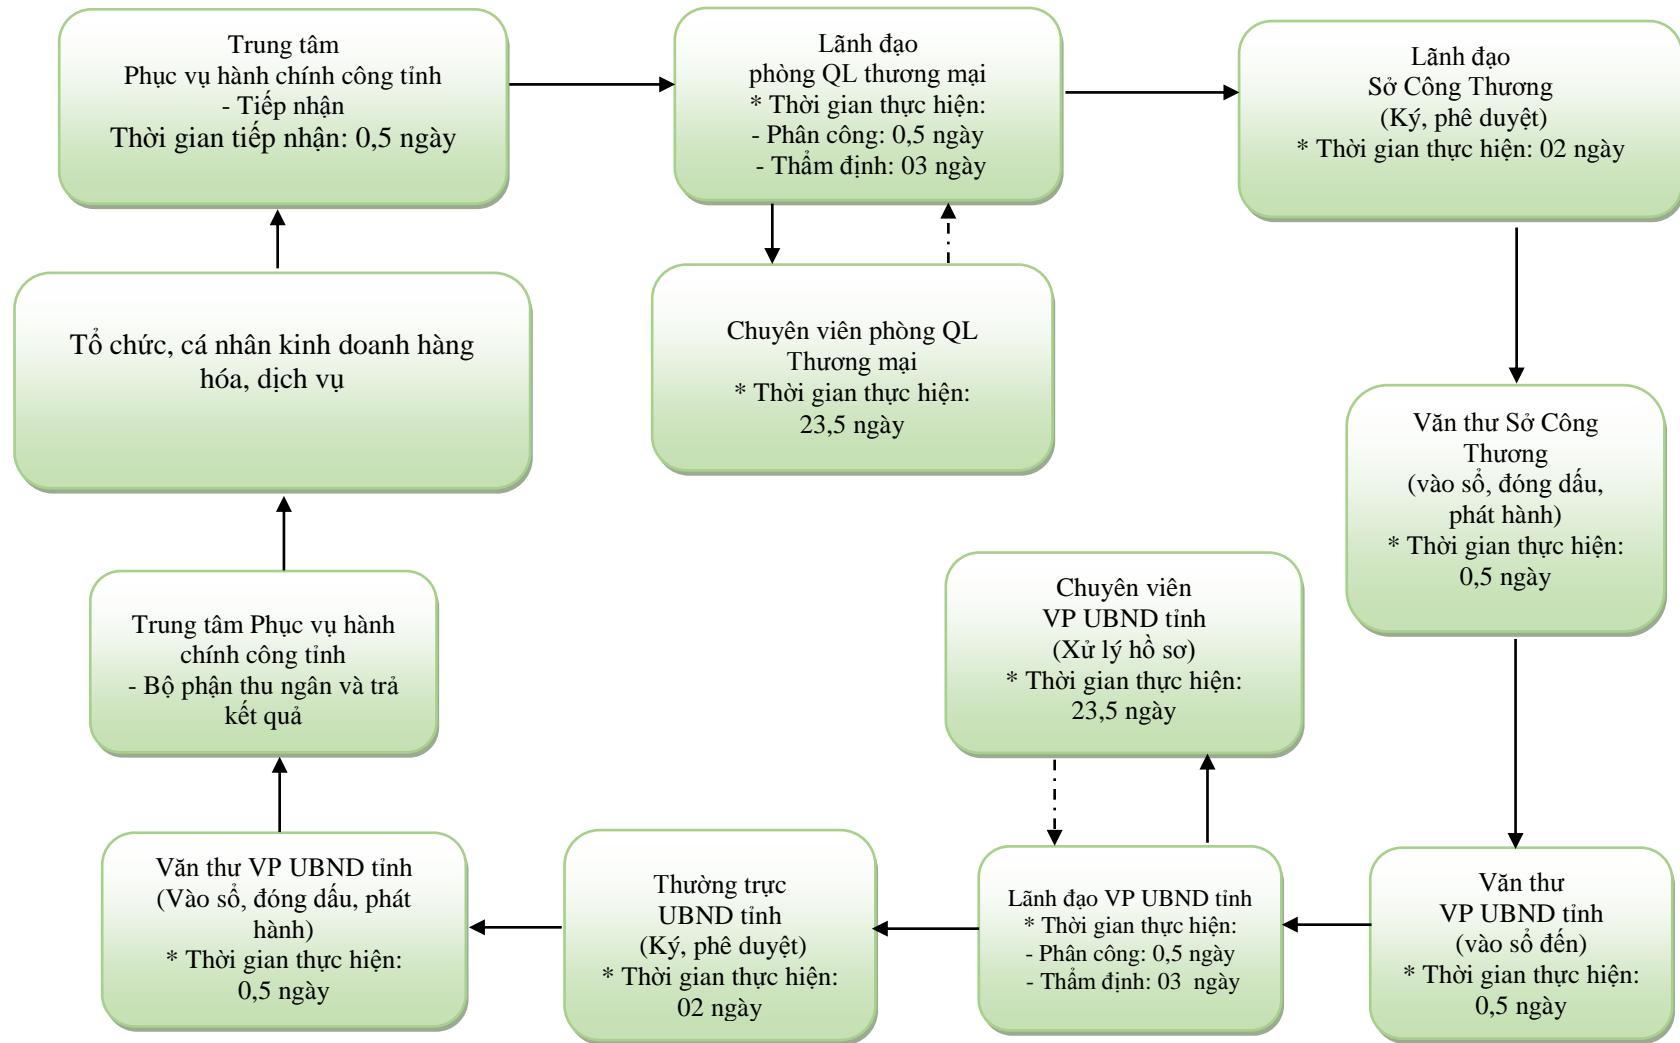 Trung tâm
Phục vụ hành chính công tỉnh
- Tiếp nhận
Thời gian tiếp nhận: 0,5 ngày
Lãnh đạo
phòng QL thương mại
* Thời gian thực hiện:
- Phân công: 0,5 ngày
- Thẩm định: 03 ngày
Lãnh đạo
Sở Công Thương
(Ký, phê duyệt)
* Thời gian thực hiện: 02 ngày
Tổ chức, cá nhân kinh doanh hàng
hóa, dịch vụ
Chuyên viên phòng QL
Thương mại
* Thời gian thực hiện:
23,5 ngày
Văn thư Sở Công
Thương
(vào sổ, đóng dấu,
phát hành)
* Thời gian thực hiện:
0,5 ngày
Trung tâm Phục vụ hành
chính công tỉnh
- Bộ phận thu ngân và trả
kết quả
Chuyên viên
VP UBND tỉnh
(Xử lý hồ sơ)
* Thời gian thực hiện:
23,5 ngày
Văn thư VP UBND tỉnh
(Vào sổ, đóng dấu, phát
hành)
* Thời gian thực hiện:
0,5 ngày
Thường trực
UBND tỉnh
(Ký, phê duyệt)
* Thời gian thực hiện:
02 ngày
Lãnh đạo VP UBND tỉnh
* Thời gian thực hiện:
- Phân công: 0,5 ngày
- Thẩm định: 03 ngày
Văn thư
VP UBND tỉnh
(vào sổ đến)
* Thời gian thực hiện:
0,5 ngày